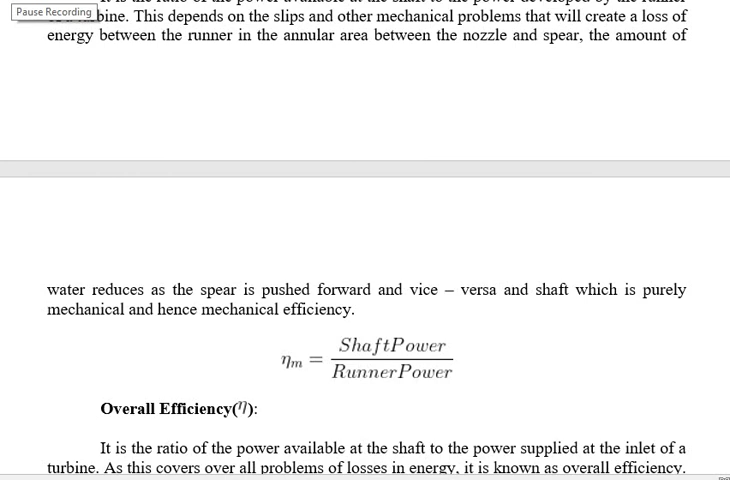 Pause Recording
bine. This depends on the slips and other mechanical problems that will create a loss of
energy between the runner in the annular area between the nozzle and spear, the amount of
water reduces as the spear is pushed forward and vice – versa and shaft which is purely
mechanical and hence mechanical efficiency.
ηm = ShaftPower / RunnerPower
Overall Efficiency(η):
It is the ratio of the power available at the shaft to the power supplied at the inlet of a
turbine. As this covers over all problems of losses in energy, it is known as overall efficiency.